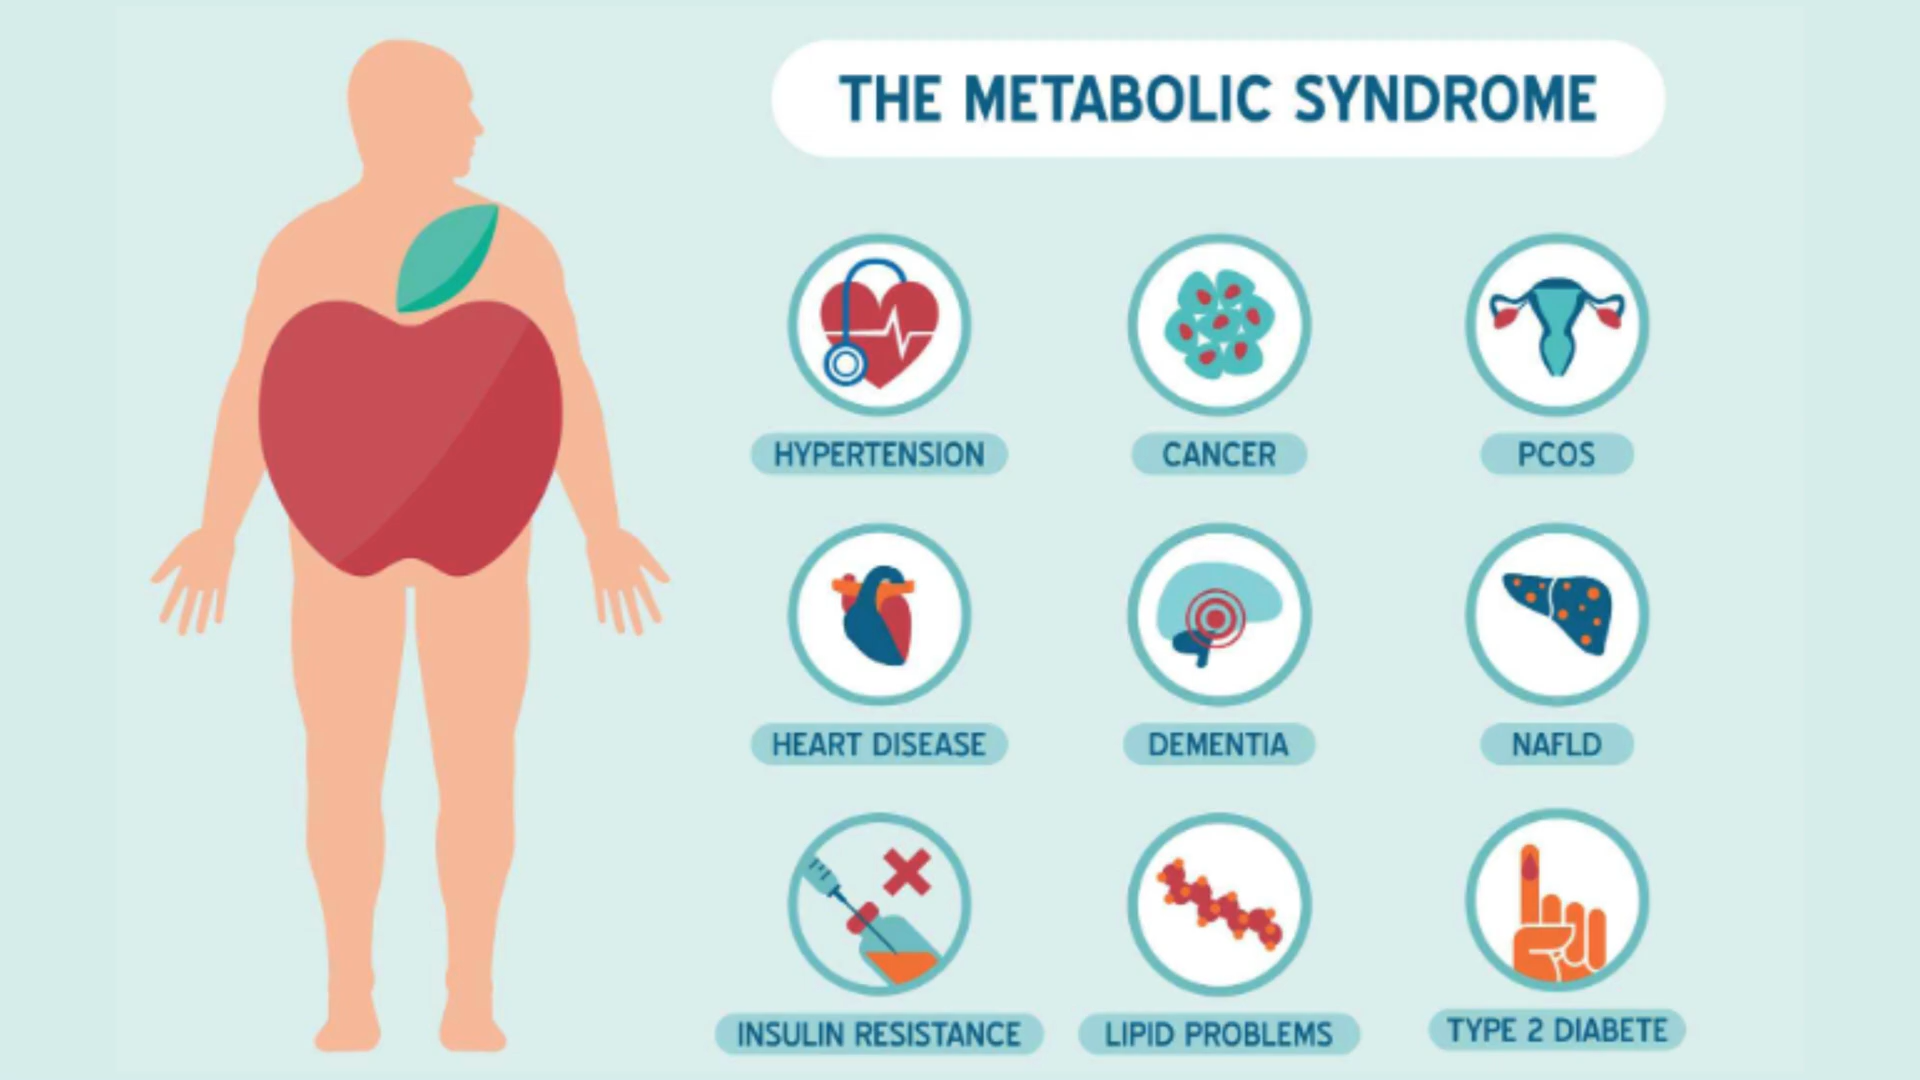 THE METABOLIC SYNDROME
HYPERTENSION
CANCER
PCOS
HEART DISEASE
DEMENTIA
NAFLD
INSULIN RESISTANCE
LIPID PROBLEMS
TYPE 2 DIABETE